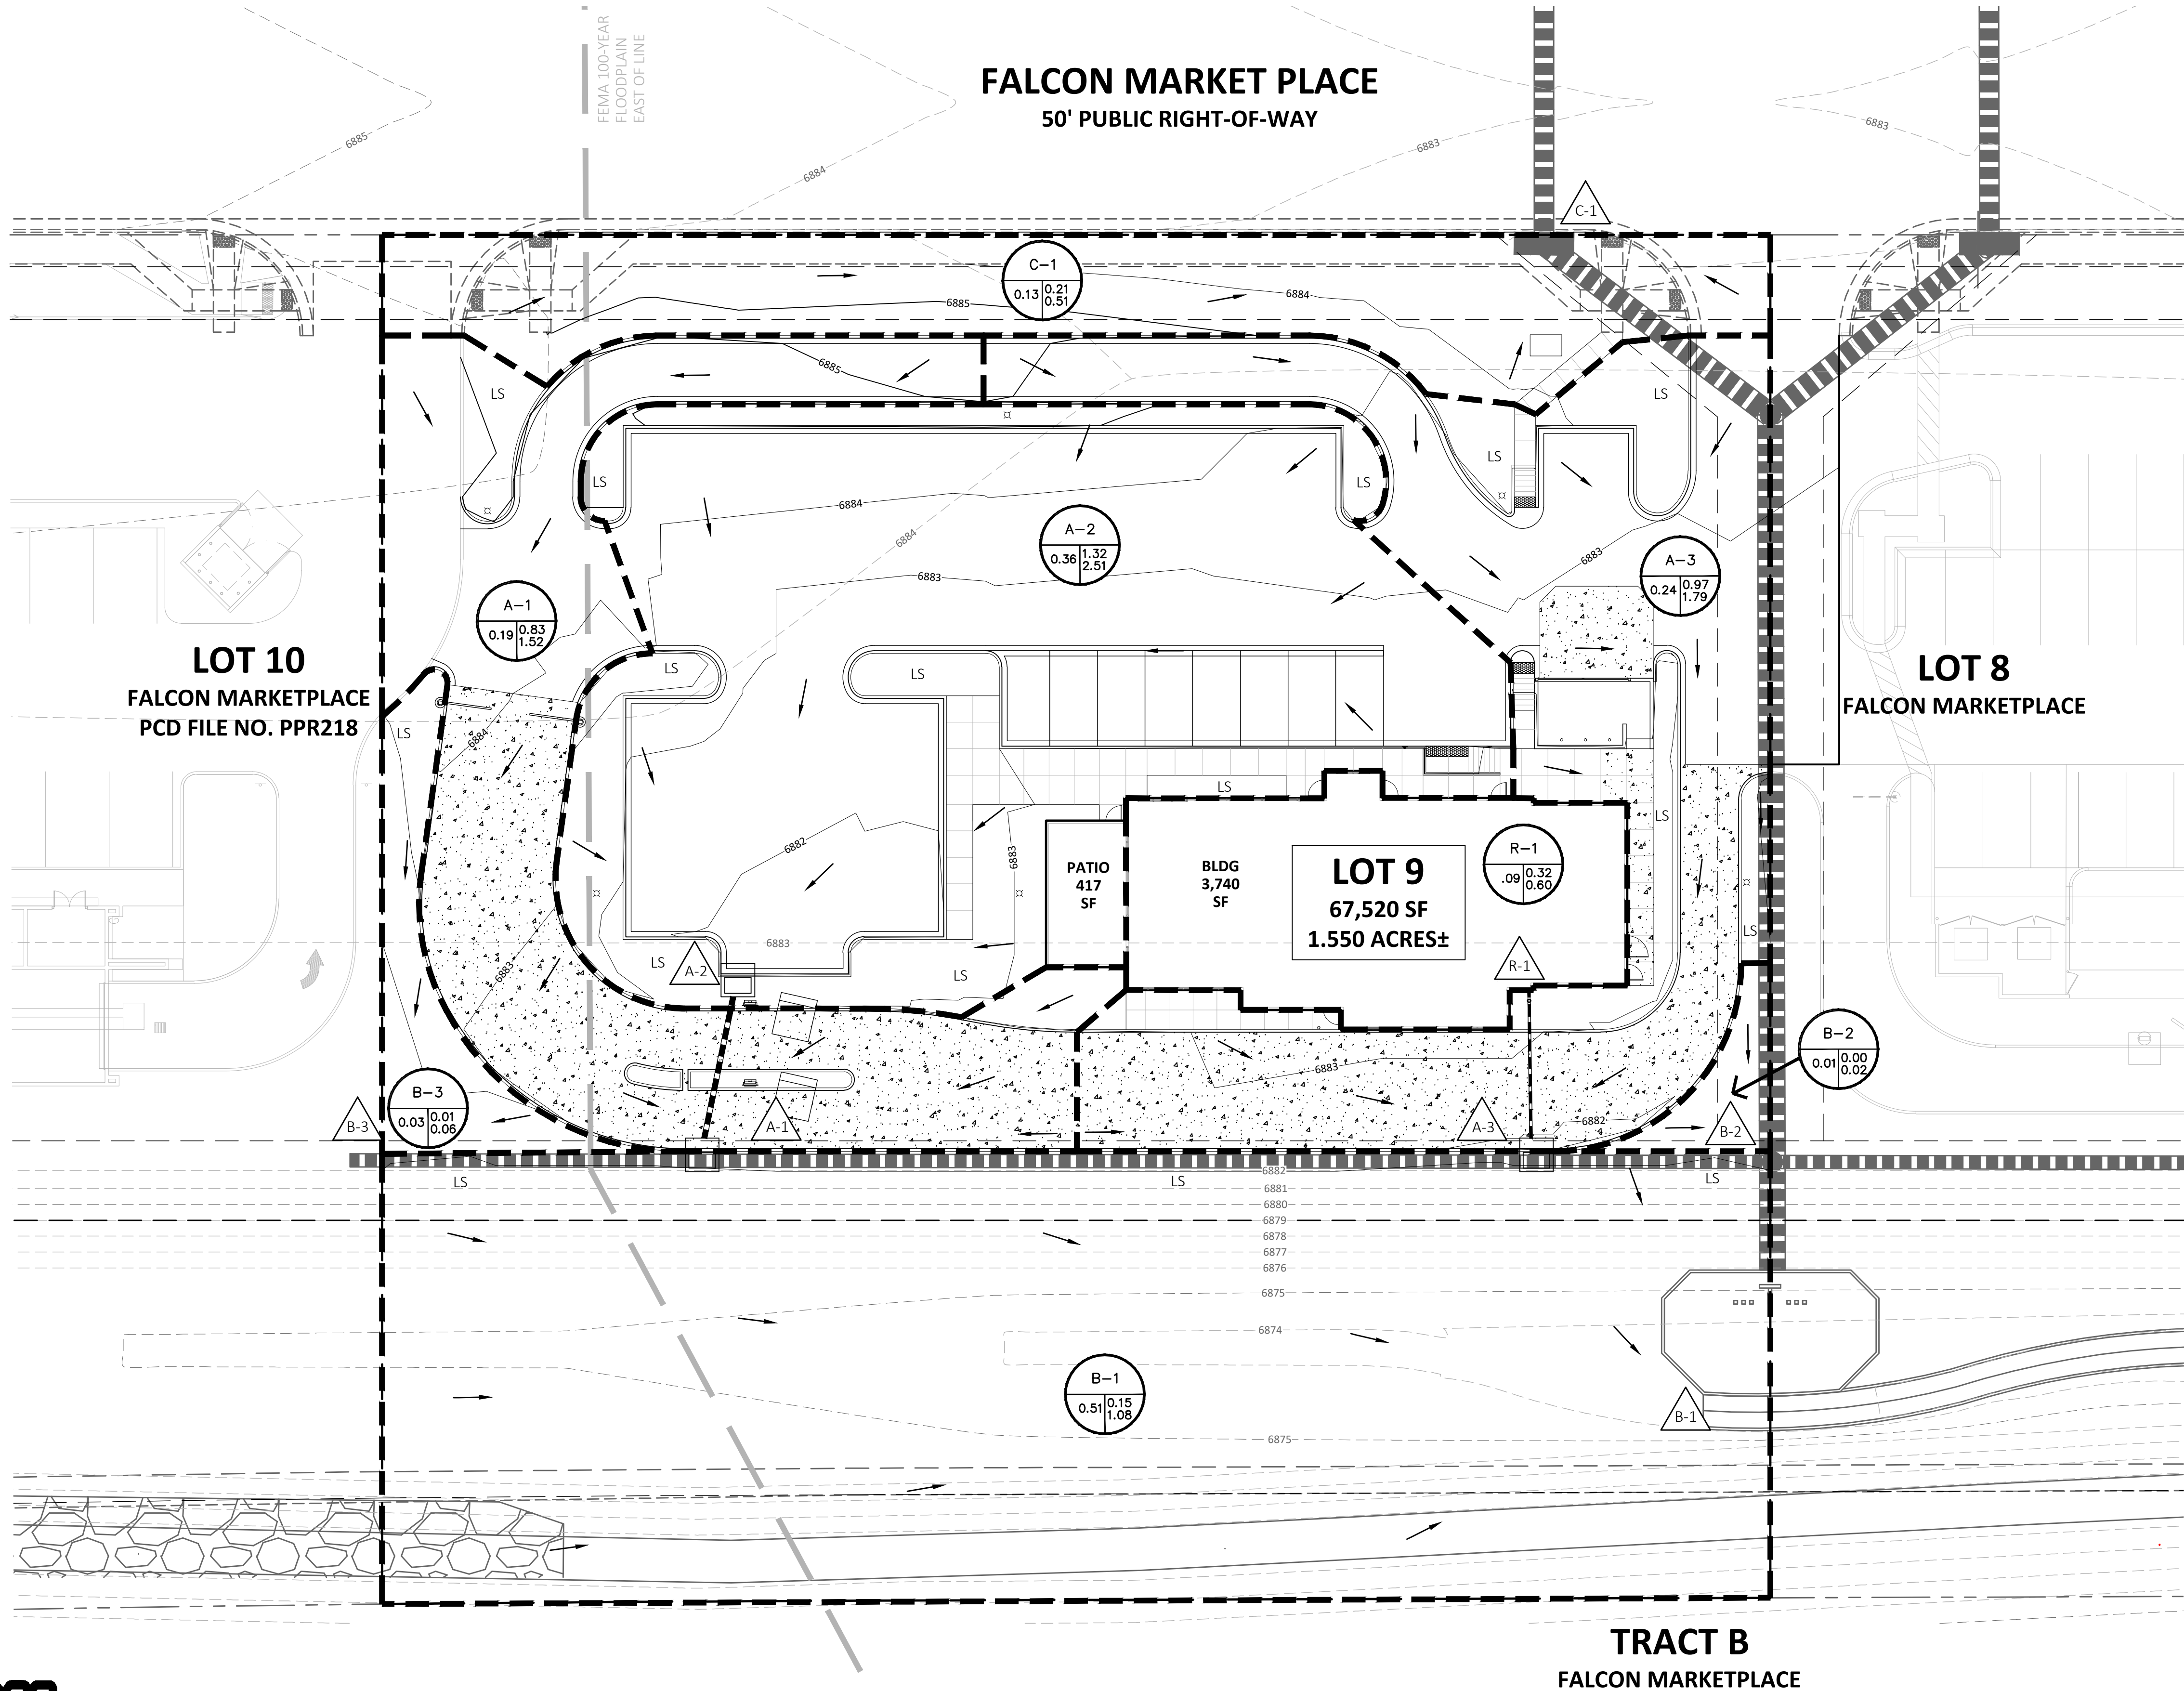 FEMA 100-YEAR
FLOODPLAIN
EAST OF LINE
FALCON MARKET PLACE
50' PUBLIC RIGHT-OF-WAY
6885
6884
6883
6883
C-1
C-1
0.13
0.21
0.51
6885
6884
6885
LS
LS
LS
LS
LS
6884
6884
A-2
0.36
1.32
2.51
6883
6883
A-3
0.24
0.97
1.79
A-1
0.19
0.83
1.52
LOT 10
FALCON MARKETPLACE
PCD FILE NO. PPR218
LOT 8
FALCON MARKETPLACE
LS
LS
LS
6884
LS
LS
6882
6883
PATIO
417
SF
BLDG
3,740
SF
LOT 9
67,520 SF
1.550 ACRES±
R-1
.09
0.32
0.60
LS
6883
6883
LS
A-2
LS
R-1
B-2
0.01
0.00
0.02
6883
B-3
0.03
0.01
0.06
B-3
A-1
A-3
6882
B-2
LS
LS
LS
6882
6881
6880
6879
6878
6877
6876
6875
6874
B-1
0.51
0.15
1.08
B-1
6875
TRACT B
FALCON MARKETPLACE